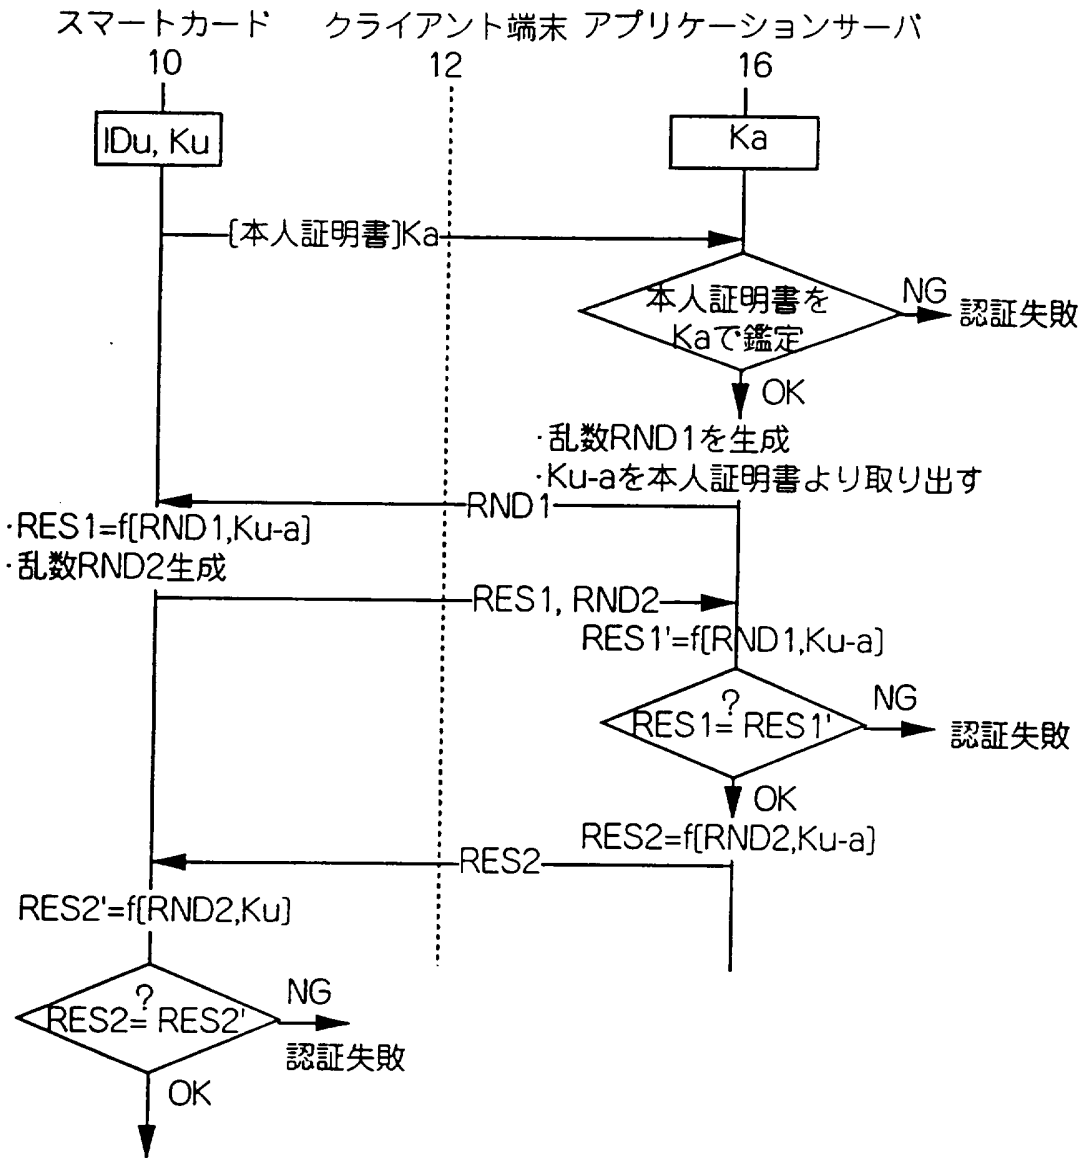 スマートカード クライアント端末 アプリケーションサーバ
10 12 16
IDu, Ku
Ka
[本人証明書]Ka
本人証明書を
Kaで鑑定
NG
認証失敗
OK
・乱数RND1を生成
・Ku-aを本人証明書より取り出す
RND1
・RES1=f[RND1,Ku-a]
・乱数RND2生成
RES1, RND2
RES1'=f[RND1,Ku-a]
?
RES1= RES1'
NG
認証失敗
OK
RES2=f[RND2,Ku-a]
RES2
RES2'=f[RND2,Ku]
?
RES2= RES2'
NG
認証失敗
OK